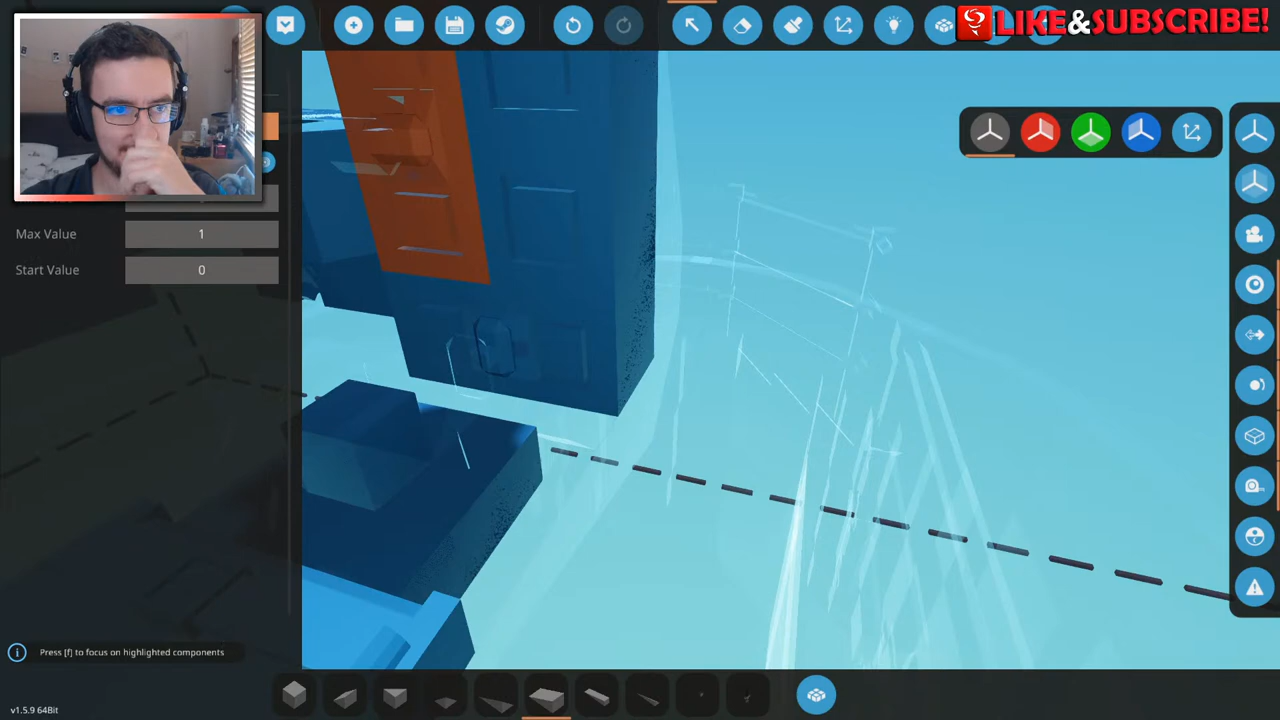 LIKE&SUBSCRIBE!
Max Value 1
Start Value 0
Press [f] to focus on highlighted components
v1.5.9 64Bit